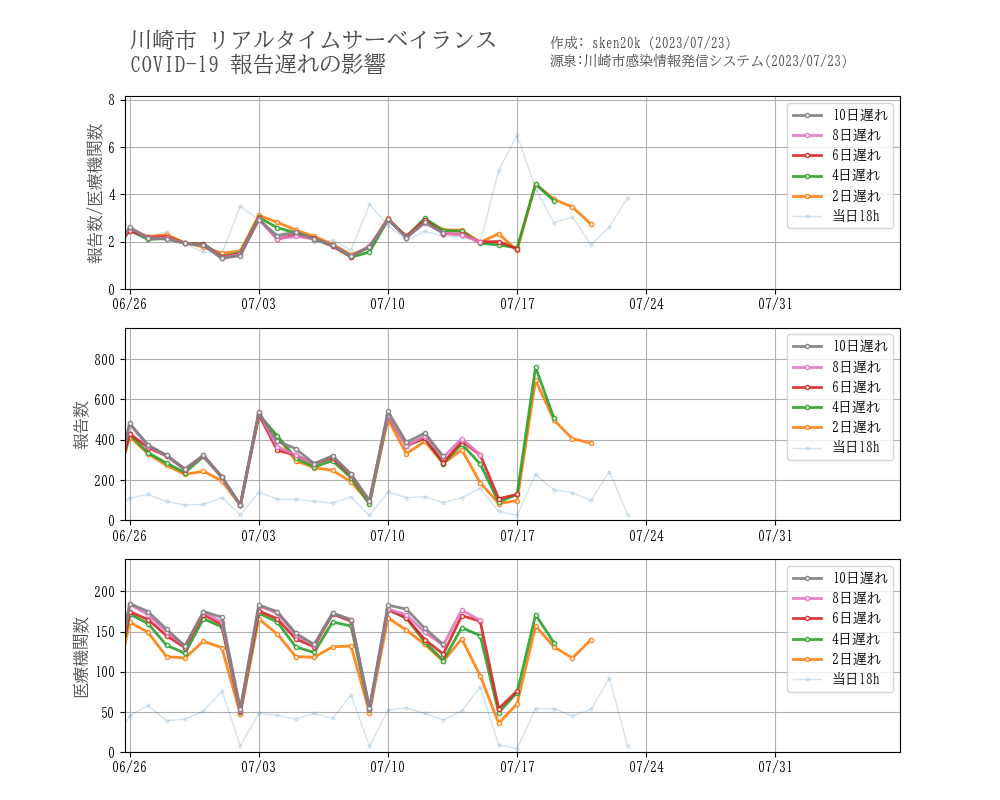 川崎市 リアルタイムサーベイランス
COVID-19 報告遅れの影響
作成: sken20k (2023/07/23)
源泉:川崎市感染情報発信システム(2023/07/23)
報告数/医療機関数
8
6
4
2
0
06/26 07/03 07/10 07/17 07/24 07/31
10日遅れ
8日遅れ
6日遅れ
4日遅れ
2日遅れ
当日18h
報告数
800
600
400
200
0
06/26 07/03 07/10 07/17 07/24 07/31
10日遅れ
8日遅れ
6日遅れ
4日遅れ
2日遅れ
当日18h
医療機関数
200
150
100
50
0
06/26 07/03 07/10 07/17 07/24 07/31
10日遅れ
8日遅れ
6日遅れ
4日遅れ
2日遅れ
当日18h